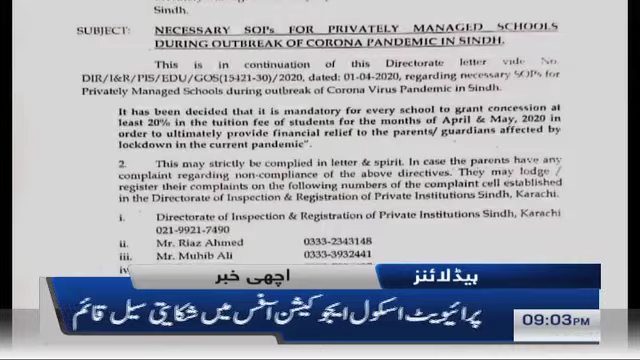 Sindh.
SUBJECT: NECESSARY SOPs FOR PRIVATELY MANAGED SCHOOLS
DURING OUTBREAK OF CORONA PANDEMIC IN SINDH.
This is in continuation of this Directorate letter vide No.
DIR/I&R/PIS/EDU/GOS(15421-30)/2020, dated: 01-04-2020, regarding necessary SOPs for
Privately Managed Schools during outbreak of Corona Virus Pandemic in Sindh.
It has been decided that it is mandatory for every school to grant concession at
least 20% in the tuition fee of students for the months of April & May, 2020 in
order to ultimately provide financial relief to the parents/ guardians affected by
lockdown in the current pandemic".
2. This may strictly be complied in letter & spirit. In case the parents have any
complaint regarding non-compliance of the above directives. They may lodge /
register their complaints on the following numbers of the complaint cell established
in the Directorate of Inspection & Registration of Private Institutions Sindh, Karachi.
i. Directorate of Inspection & Registration of Private Institutions Sindh, Karachi
021-9921-7490
ii. Mr. Riaz Ahmed 0333-2343148
iii. Mr. Muhib Ali 0333-3932441
iv
ہیڈلائنز اچھی خبر
پرائیویٹ اسکول ایجوکیشن آفس میں شکایتی سیل قائم
09:03PM